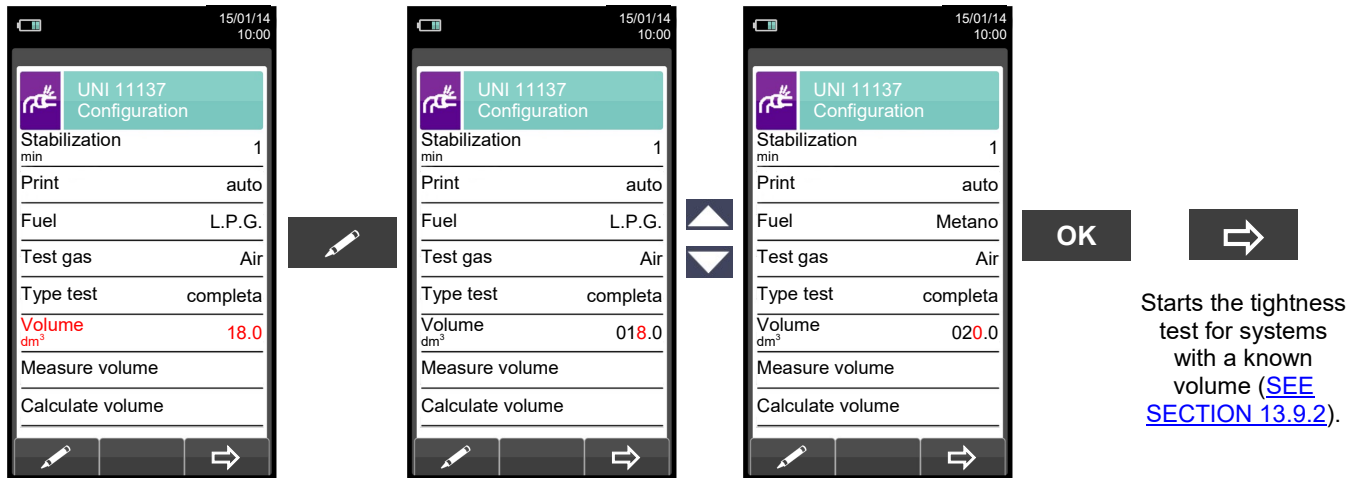 15/01/14
10:00
UNI 11137
Configuration
Stabilization
min
1
Print auto
Fuel L.P.G.
Test gas Air
Type test completa
Volume
dm³
18.0
Measure volume
Calculate volume
15/01/14
10:00
UNI 11137
Configuration
Stabilization
min
1
Print auto
Fuel L.P.G.
Test gas Air
Type test completa
Volume
dm³
018.0
Measure volume
Calculate volume
15/01/14
10:00
UNI 11137
Configuration
Stabilization
min
1
Print auto
Fuel Metano
Test gas Air
Type test completa
Volume
dm³
020.0
Measure volume
Calculate volume
OK
Starts the tightness
test for systems
with a known
volume (SEE
SECTION 13.9.2).